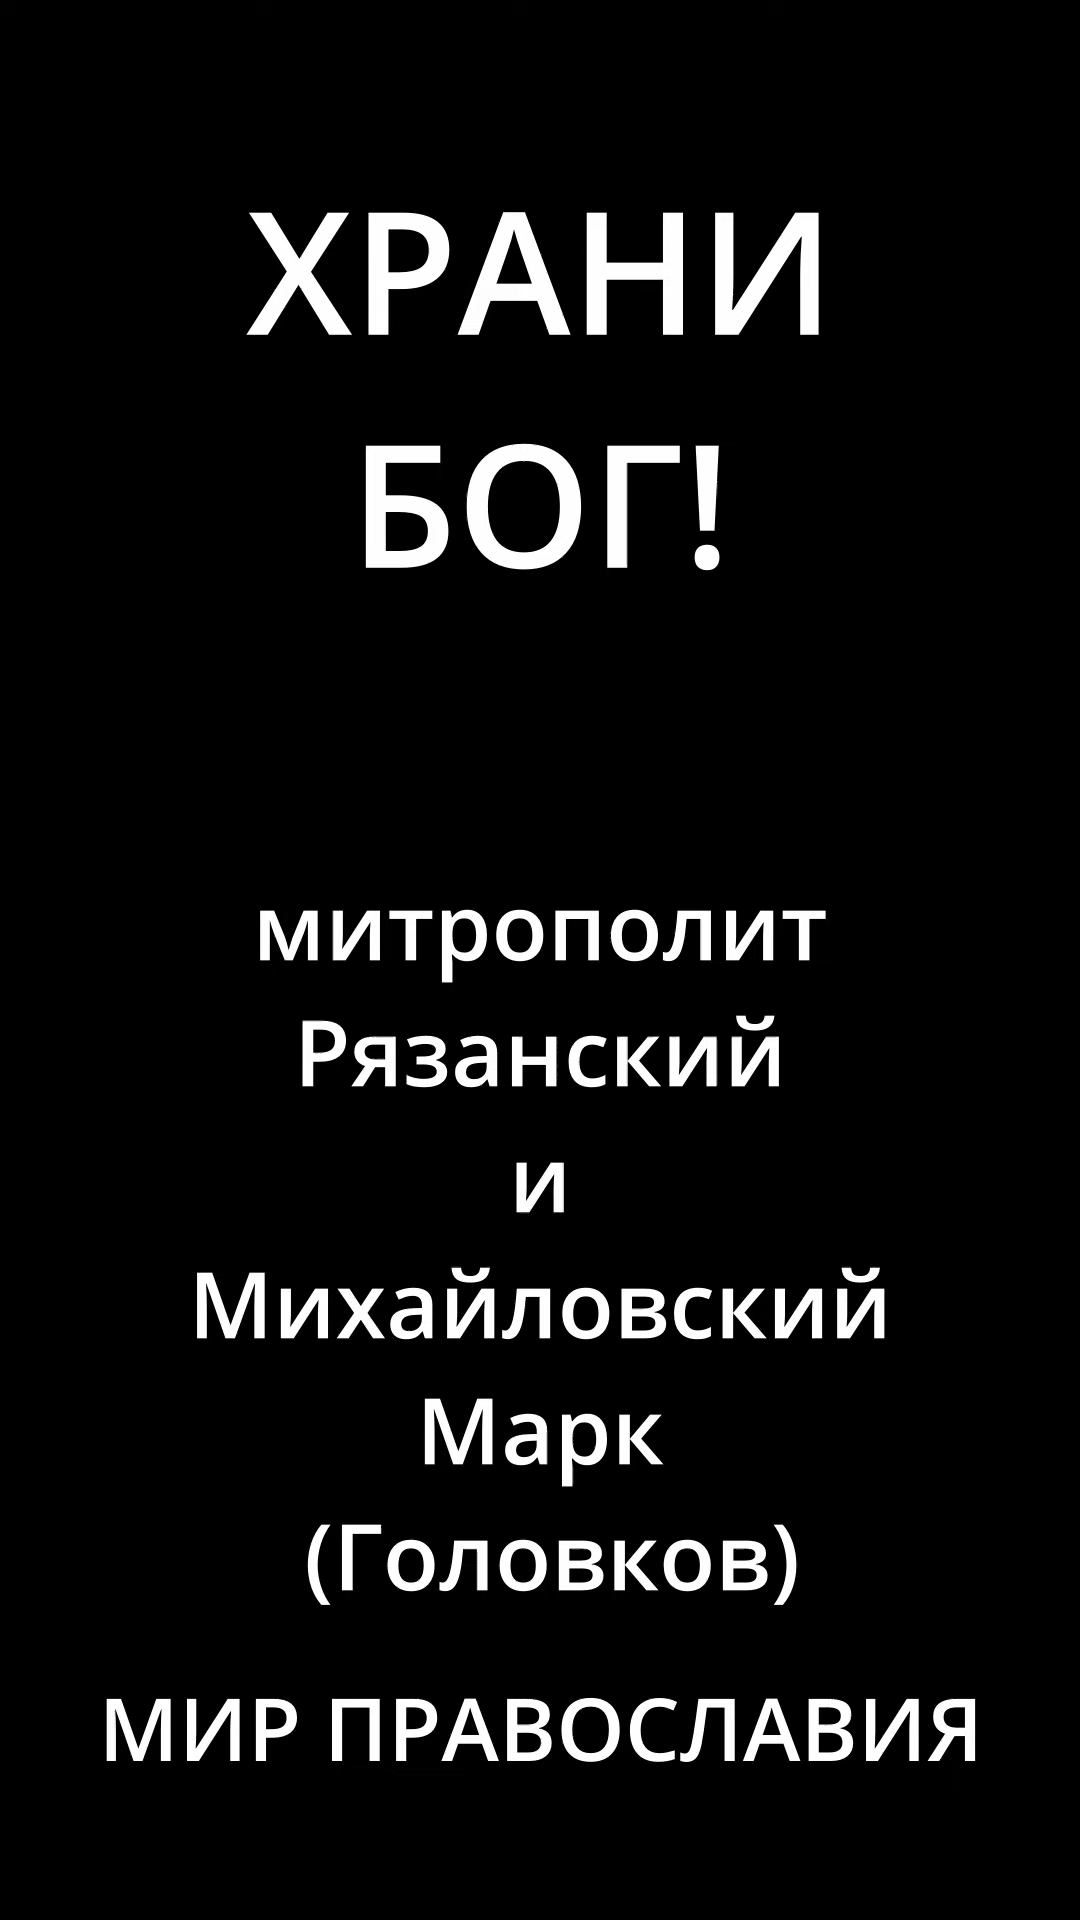 ХРАНИ
БОГ!
митрополит
Рязанский
и
Михайловский
Марк
(Головков)
МИР ПРАВОСЛАВИЯ